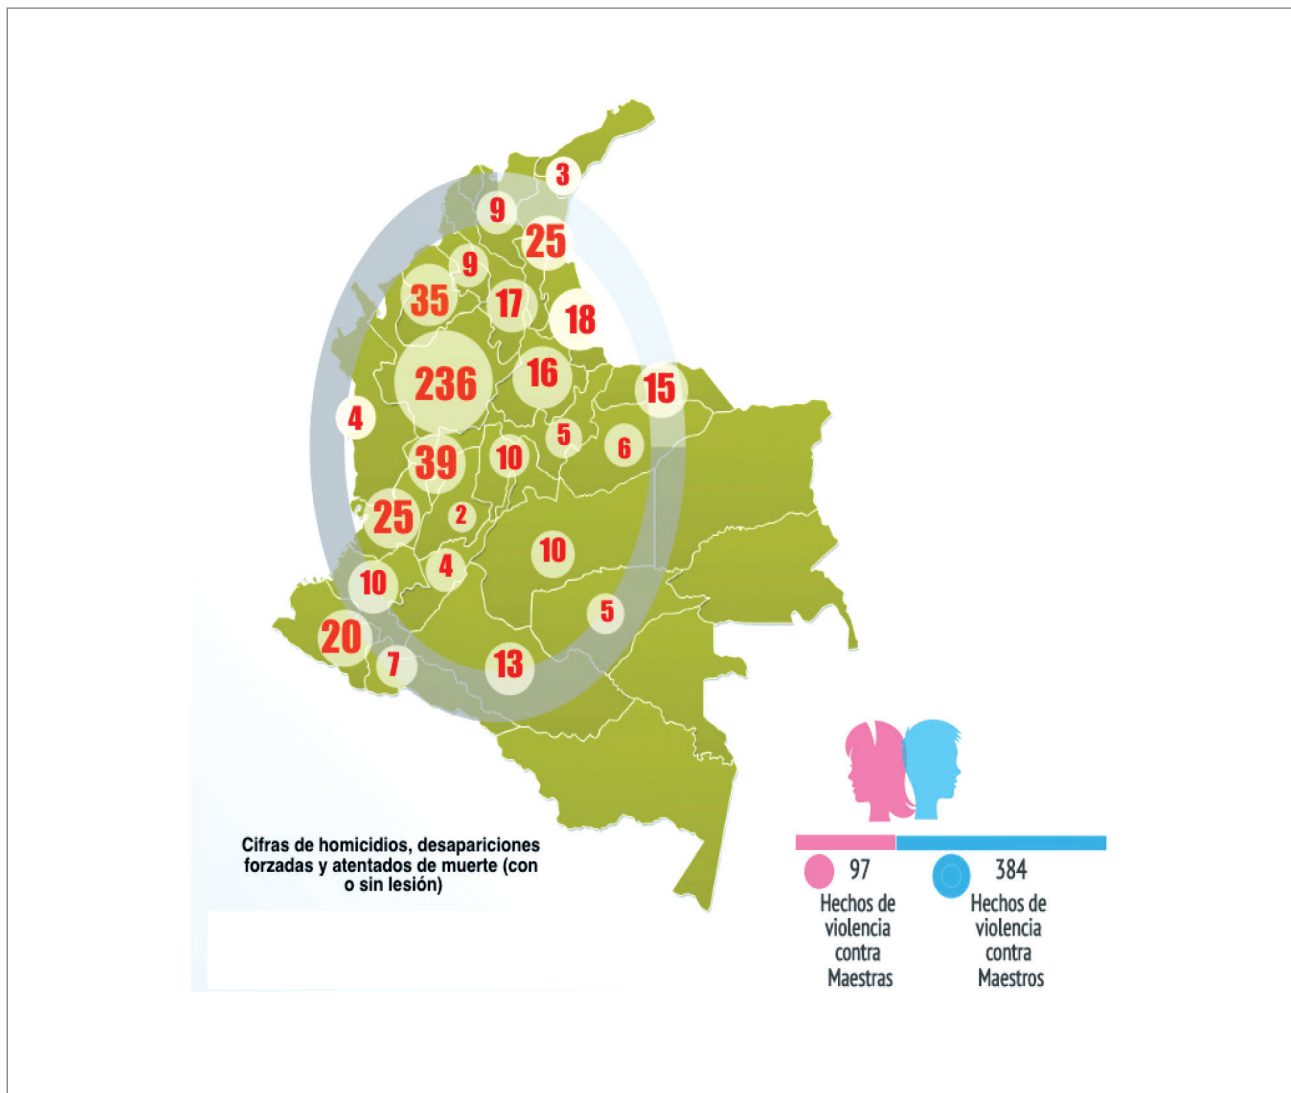 3
9
25
9
35
17
18
236
16
15
4
39
10
5
6
25
2
10
4
10
5
20
7
13
Cifras de homicidios, desapariciones
forzadas y atentados de muerte (con
o sin lesión)
97
Hechos de
violencia
contra
Maestras
384
Hechos de
violencia
contra
Maestros